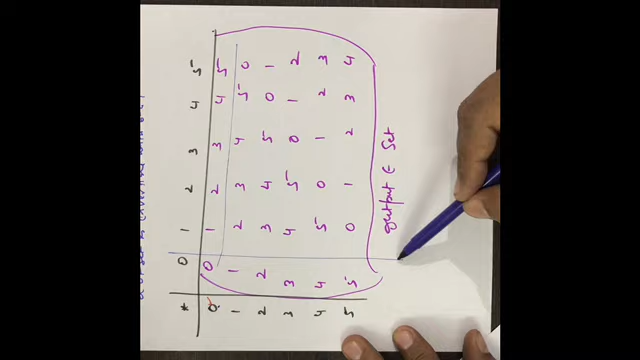 * 0 1 2 3 4 5
0 0 1 2 3 4 5
1 1 2 3 4 5 0
2 2 3 4 5 0 1
3 3 4 5 0 1 2
4 4 5 0 1 2 3
5 5 0 1 2 3 4
output ∈ Set